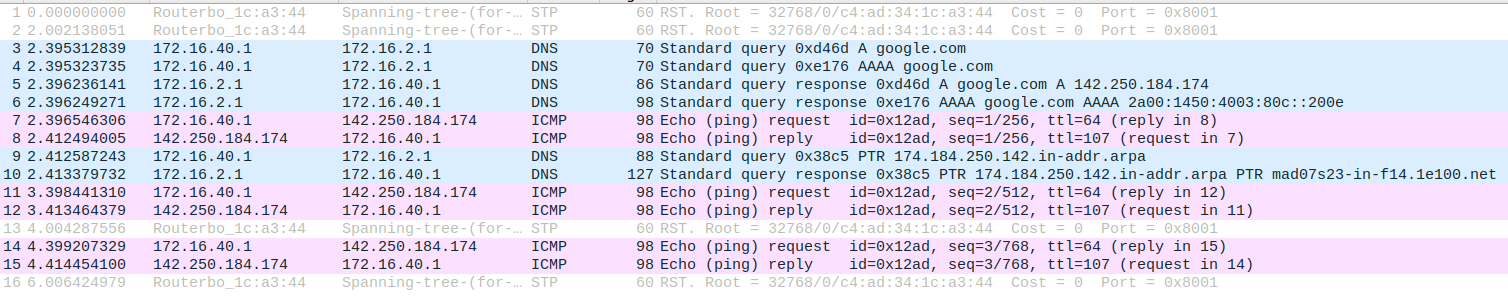 1 0.000000000 Routerbo_1c:a3:44 Spanning-tree-(for-… STP 60 RST. Root = 32768/0/c4:ad:34:1c:a3:44 Cost = 0 Port = 0x8001
2 2.002138051 Routerbo_1c:a3:44 Spanning-tree-(for-… STP 60 RST. Root = 32768/0/c4:ad:34:1c:a3:44 Cost = 0 Port = 0x8001
3 2.395312839 172.16.40.1 172.16.2.1 DNS 70 Standard query 0xd46d A google.com
4 2.395323735 172.16.40.1 172.16.2.1 DNS 70 Standard query 0xe176 AAAA google.com
5 2.396236141 172.16.2.1 172.16.40.1 DNS 86 Standard query response 0xd46d A google.com A 142.250.184.174
6 2.396249271 172.16.2.1 172.16.40.1 DNS 98 Standard query response 0xe176 AAAA google.com AAAA 2a00:1450:4003:80c::200e
7 2.396546306 172.16.40.1 142.250.184.174 ICMP 98 Echo (ping) request id=0x12ad, seq=1/256, ttl=64 (reply in 8)
8 2.412494005 142.250.184.174 172.16.40.1 ICMP 98 Echo (ping) reply id=0x12ad, seq=1/256, ttl=107 (request in 7)
9 2.412587243 172.16.40.1 172.16.2.1 DNS 88 Standard query 0x38c5 PTR 174.184.250.142.in-addr.arpa
10 2.413379732 172.16.2.1 172.16.40.1 DNS 127 Standard query response 0x38c5 PTR 174.184.250.142.in-addr.arpa PTR mad07s23-in-f14.1e100.net
11 3.398441310 172.16.40.1 142.250.184.174 ICMP 98 Echo (ping) request id=0x12ad, seq=2/512, ttl=64 (reply in 12)
12 3.413464379 142.250.184.174 172.16.40.1 ICMP 98 Echo (ping) reply id=0x12ad, seq=2/512, ttl=107 (request in 11)
13 4.004287556 Routerbo_1c:a3:44 Spanning-tree-(for-… STP 60 RST. Root = 32768/0/c4:ad:34:1c:a3:44 Cost = 0 Port = 0x8001
14 4.399207329 172.16.40.1 142.250.184.174 ICMP 98 Echo (ping) request id=0x12ad, seq=3/768, ttl=64 (reply in 15)
15 4.414454100 142.250.184.174 172.16.40.1 ICMP 98 Echo (ping) reply id=0x12ad, seq=3/768, ttl=107 (request in 14)
16 6.006424979 Routerbo_1c:a3:44 Spanning-tree-(for-… STP 60 RST. Root = 32768/0/c4:ad:34:1c:a3:44 Cost = 0 Port = 0x8001